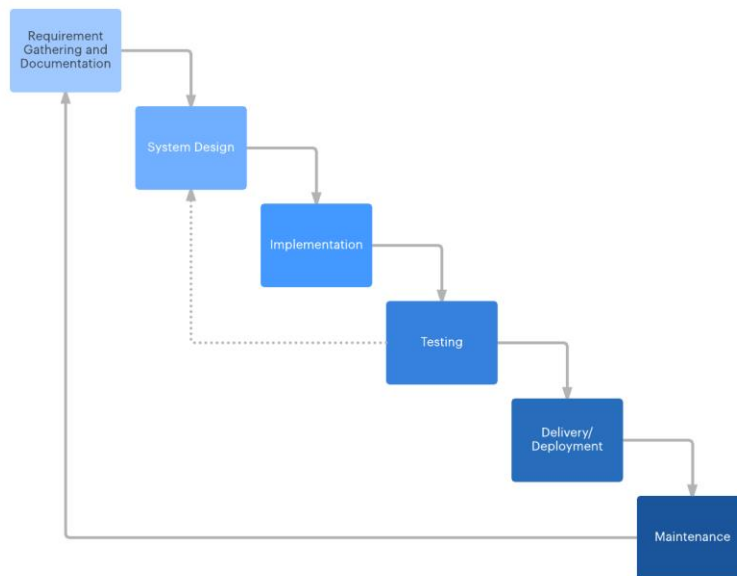 Requirement
Gathering and
Documentation
System Design
Implementation
Testing
Delivery/
Deployment
Maintenance